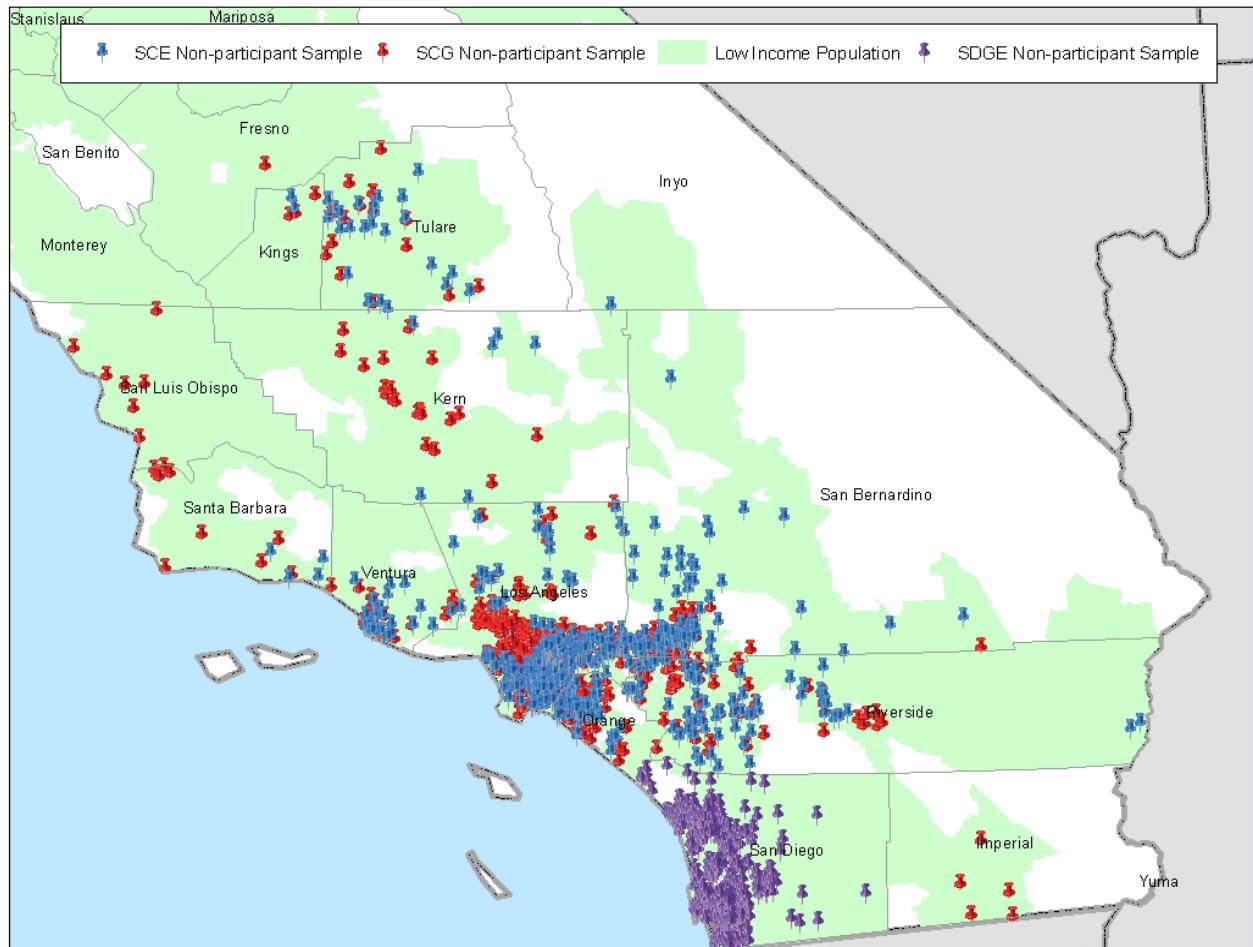 Stanislaus
Mariposa
SCE Non-participant Sample
SCG Non-participant Sample
Low Income Population
SDGE Non-participant Sample
Fresno
San Benito
Inyo
Tulare
Monterey
Kings
San Luis Obispo
Kern
San Bernardino
Santa Barbara
Ventura
Los Angeles
Orange
Riverside
San Diego
Imperial
Yuma